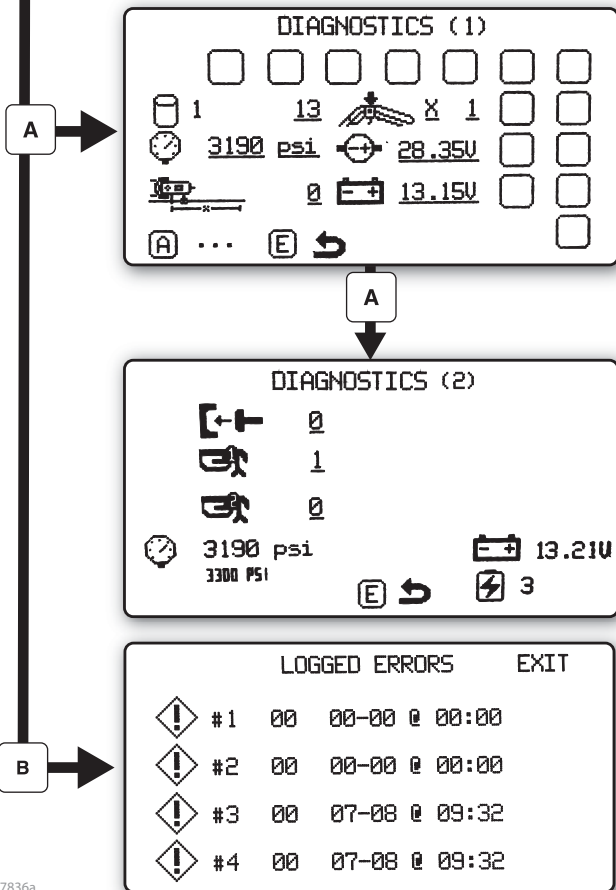 DIAGNOSTICS (1)
1 13 X 1
A
3190 psi -+ 28.35V
x 0 - + 13.15V
A ... E
A
DIAGNOSTICS (2)
0
1
0
3190 psi - + 13.21V
3300 PSI
E 3
LOGGED ERRORS EXIT
! #1 00 00-00 @ 00:00
! #2 00 00-00 @ 00:00
B
! #3 00 07-08 @ 09:32
! #4 00 07-08 @ 09:32
7836a